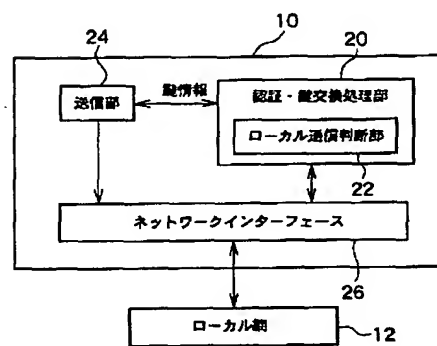 10
24
20
送信部
鍵情報
認証・鍵交換処理部
ローカル通信判断部
22
ネットワークインターフェース
26
ローカル網
12